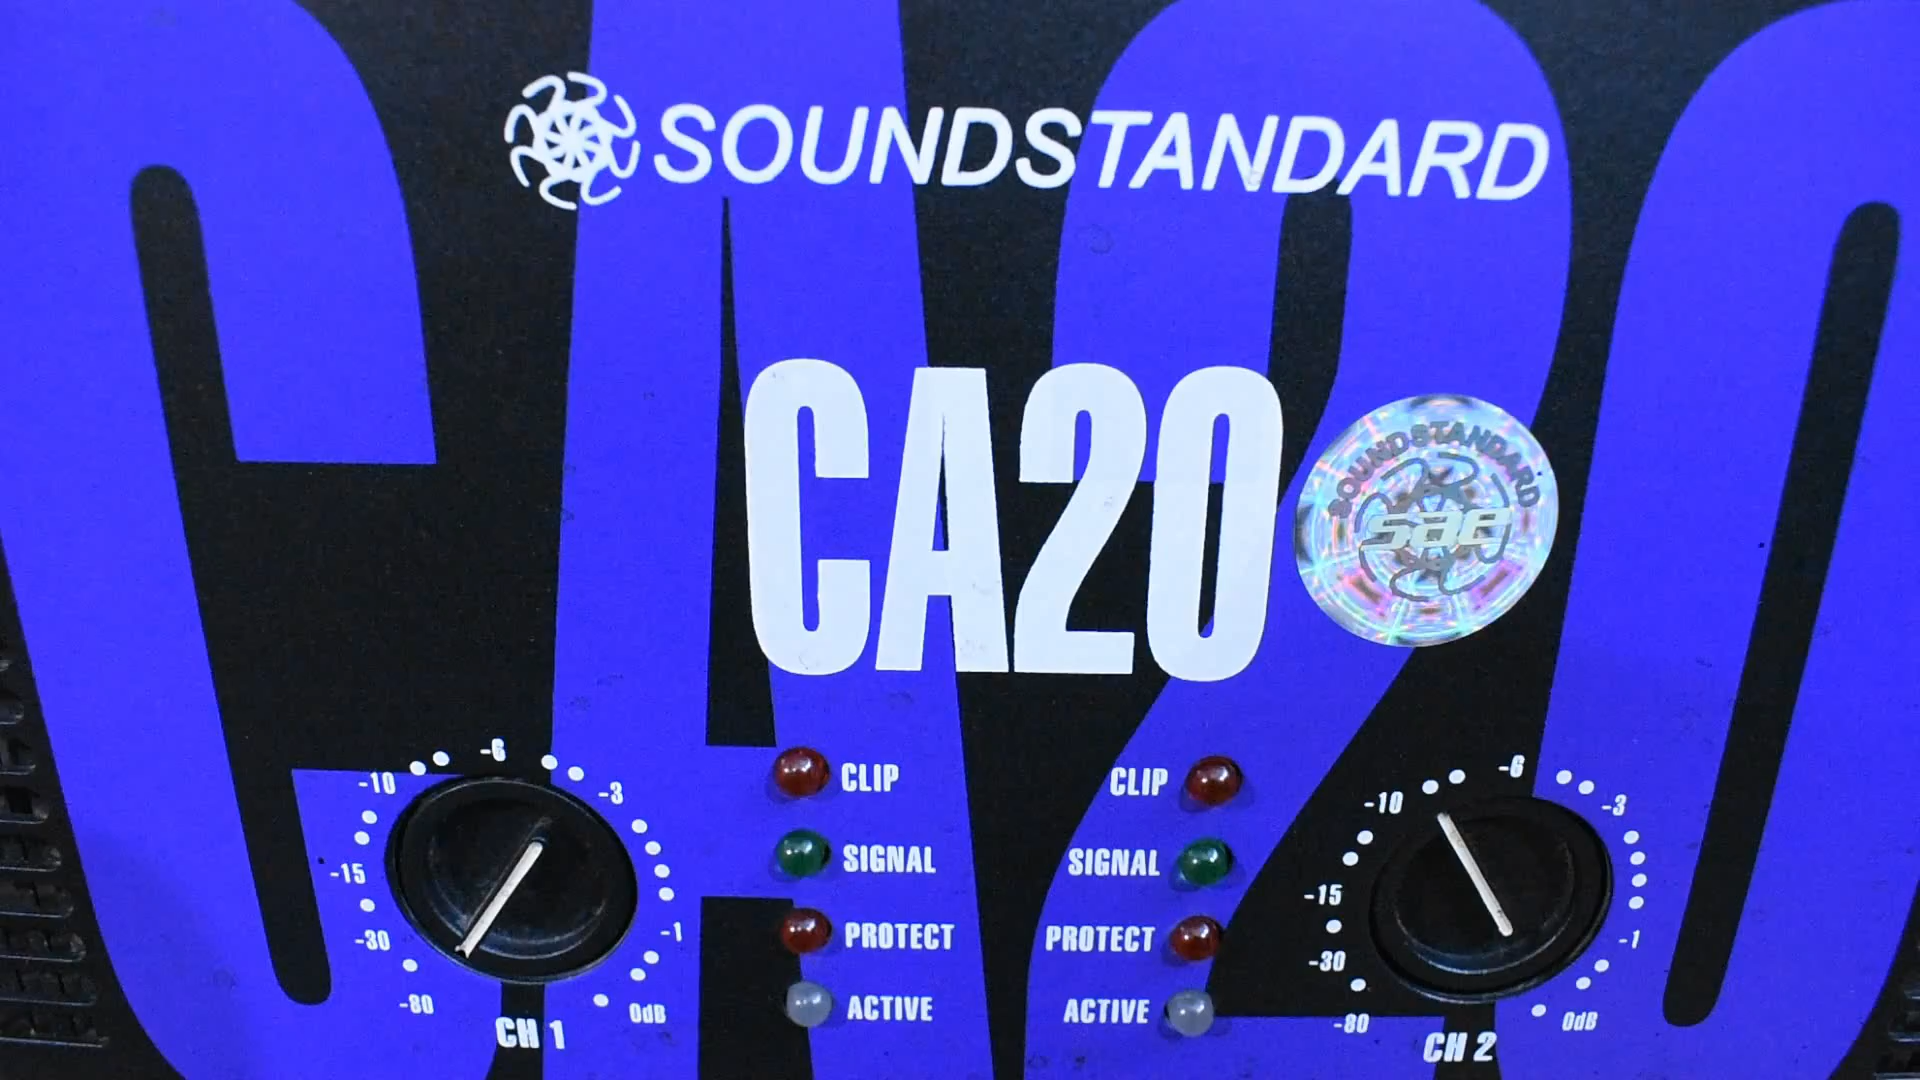 SOUNDSTANDARD
CA20
SOUNDSTANDARD
sae
-6
-10
-3
-15
-30
-1
-80
0dB
CH 1
CLIP
SIGNAL
PROTECT
ACTIVE
CLIP
SIGNAL
PROTECT
ACTIVE
-6
-10
-3
-15
-30
-1
-80
0dB
CH 2
CA20